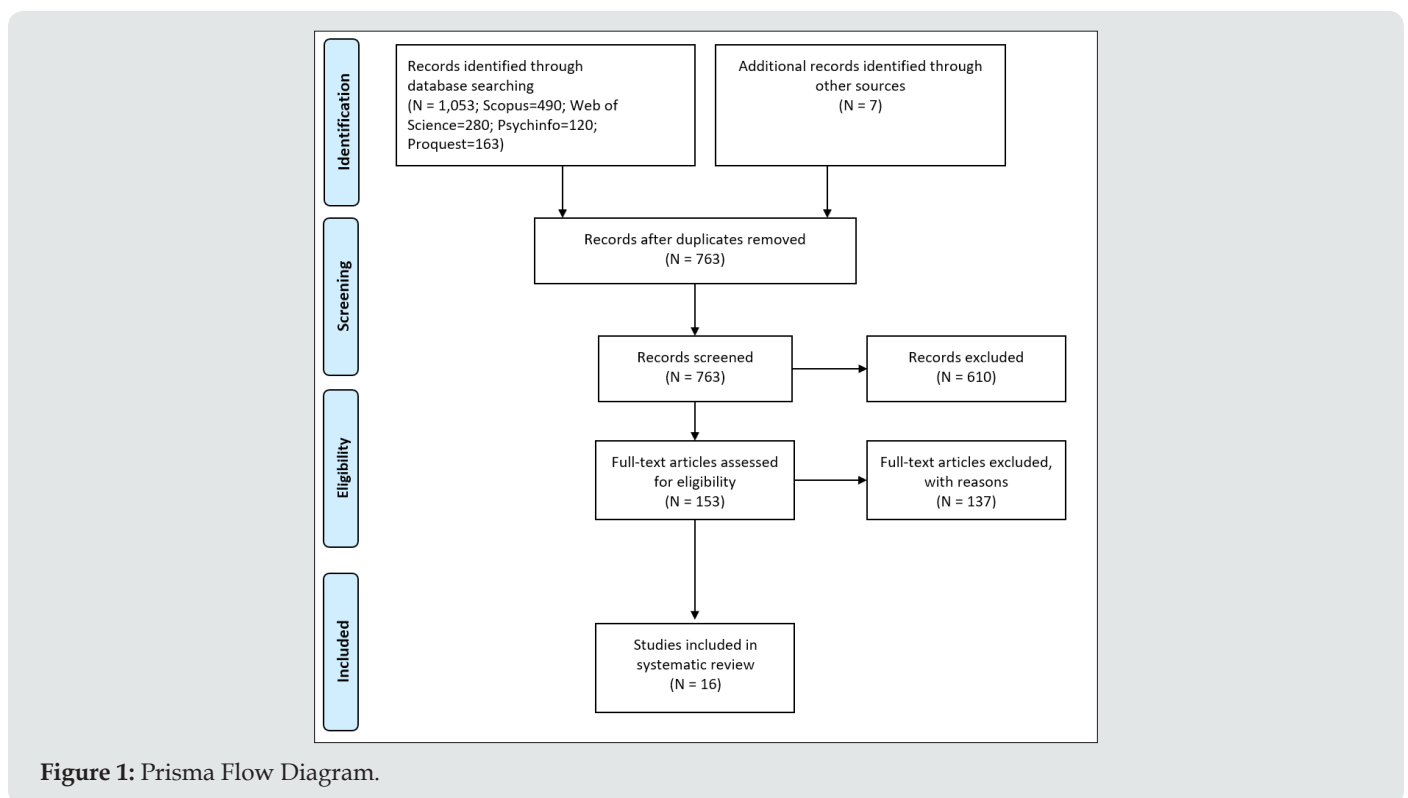 Identification
Records identified through
database searching
(N = 1,053; Scopus=490; Web of
Science=280; Psychinfo=120;
Proquest=163)
Additional records identified through
other sources
(N = 7)
Screening
Records after duplicates removed
(N = 763)
Records screened
(N = 763)
Records excluded
(N = 610)
Eligibility
Full-text articles assessed
for eligibility
(N = 153)
Full-text articles excluded,
with reasons
(N = 137)
Included
Studies included in
systematic review
(N = 16)
Figure 1: Prisma Flow Diagram.